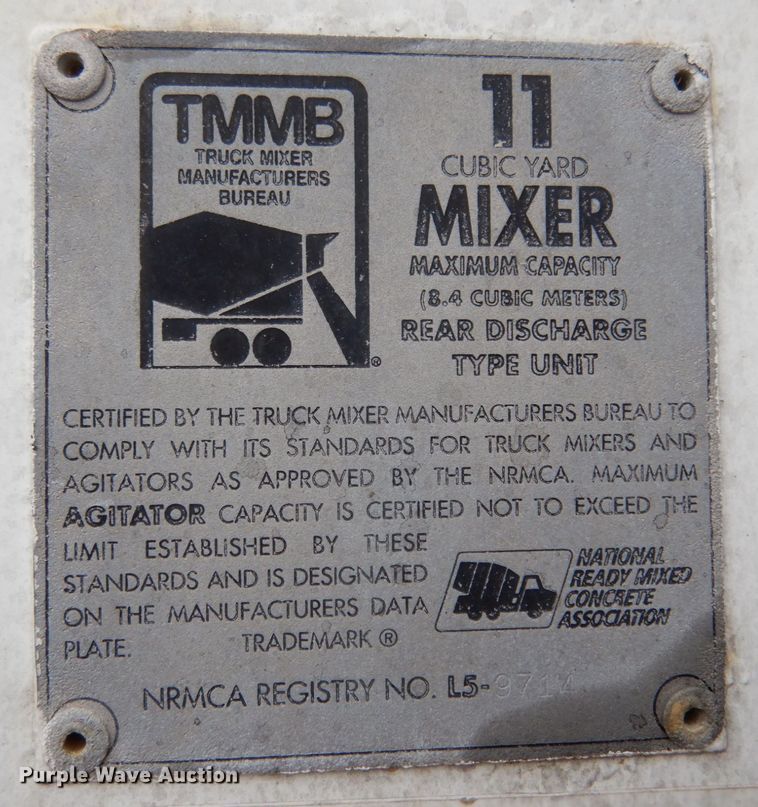 TMMB
TRUCK MIXER
MANUFACTURERS
BUREAU
®
11
CUBIC YARD
MIXER
MAXIMUM CAPACITY
(8.4 CUBIC METERS)
REAR DISCHARGE
TYPE UNIT
CERTIFIED BY THE TRUCK MIXER MANUFACTURERS BUREAU TO
COMPLY WITH ITS STANDARDS FOR TRUCK MIXERS AND
AGITATORS AS APPROVED BY THE NRMCA. MAXIMUM
AGITATOR CAPACITY IS CERTIFIED NOT TO EXCEED THE
LIMIT ESTABLISHED BY THESE
STANDARDS AND IS DESIGNATED
ON THE MANUFACTURERS DATA
PLATE. TRADEMARK ®
NATIONAL
READY MIXED
CONCRETE
ASSOCIATION
NRMCA REGISTRY NO. L5-
Purple Wave Auction